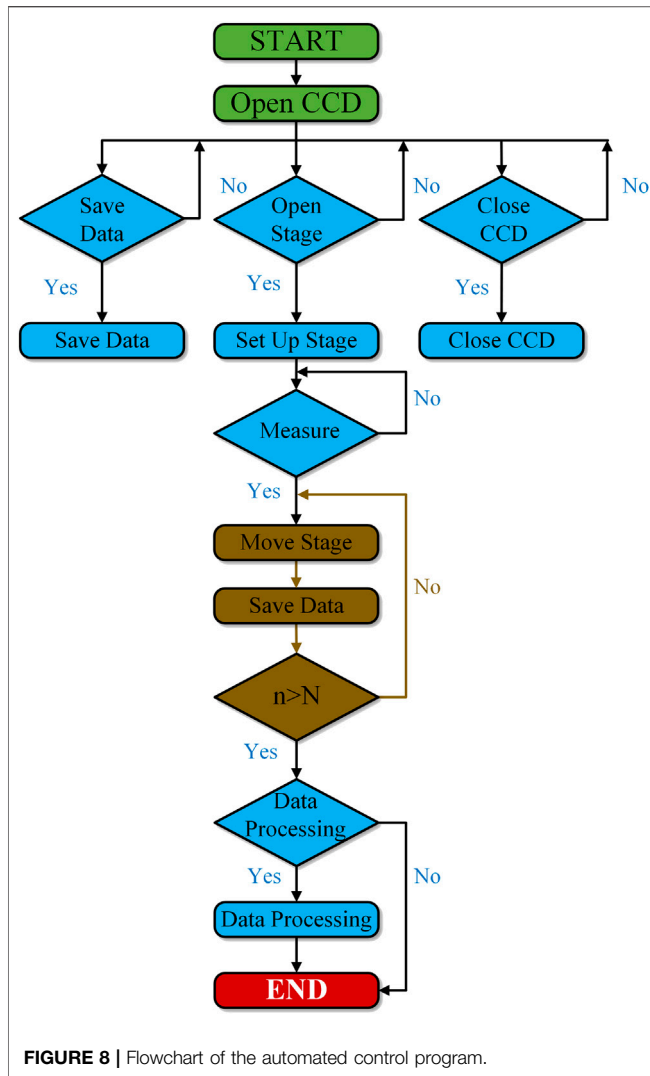 START
Open CCD
Save
Data
No
Open
Stage
No
Close
CCD
No
Yes
Yes
Yes
Save Data
Set Up Stage
Close CCD
No
Measure
Yes
Move Stage
No
Save Data
n>N
Yes
Data
Processing
Yes
No
Data Processing
END
FIGURE 8 | Flowchart of the automated control program.